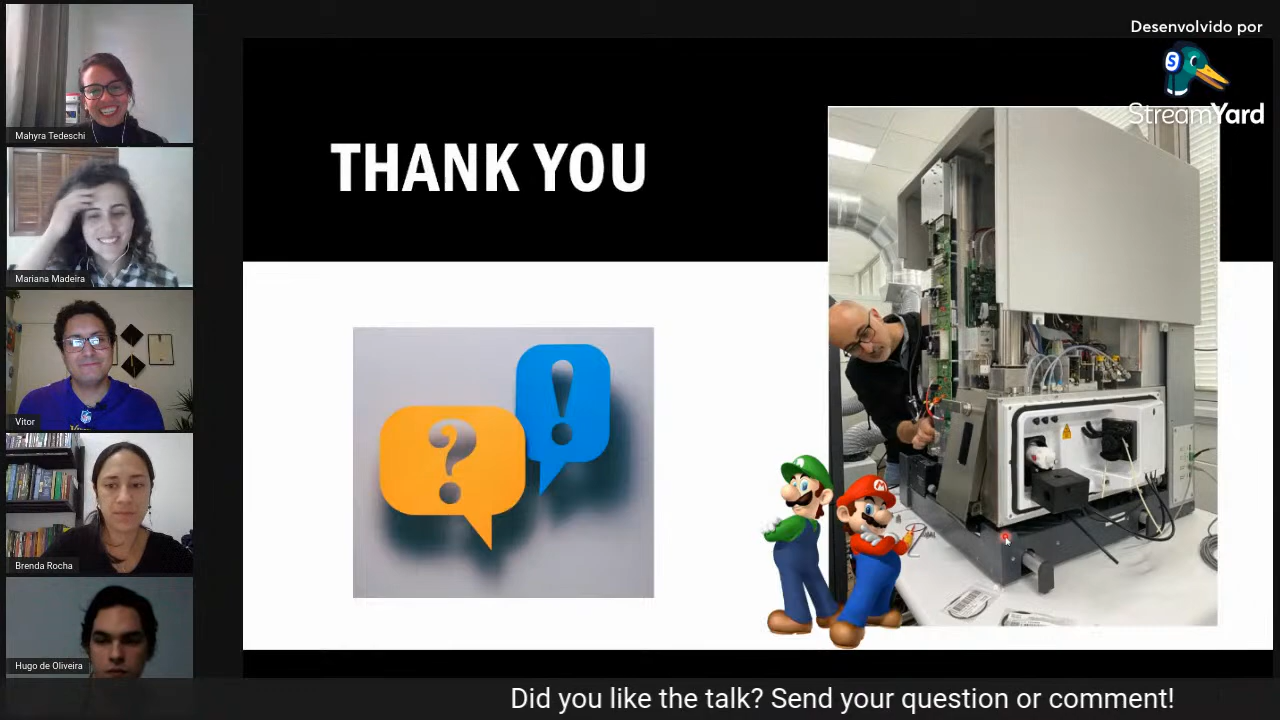 Desenvolvido por
StreamYard
Mahyra Tedeschi
THANK YOU
Mariana Madeira
Vitor
Brenda Rocha
Hugo de Oliveira
Did you like the talk? Send your question or comment!